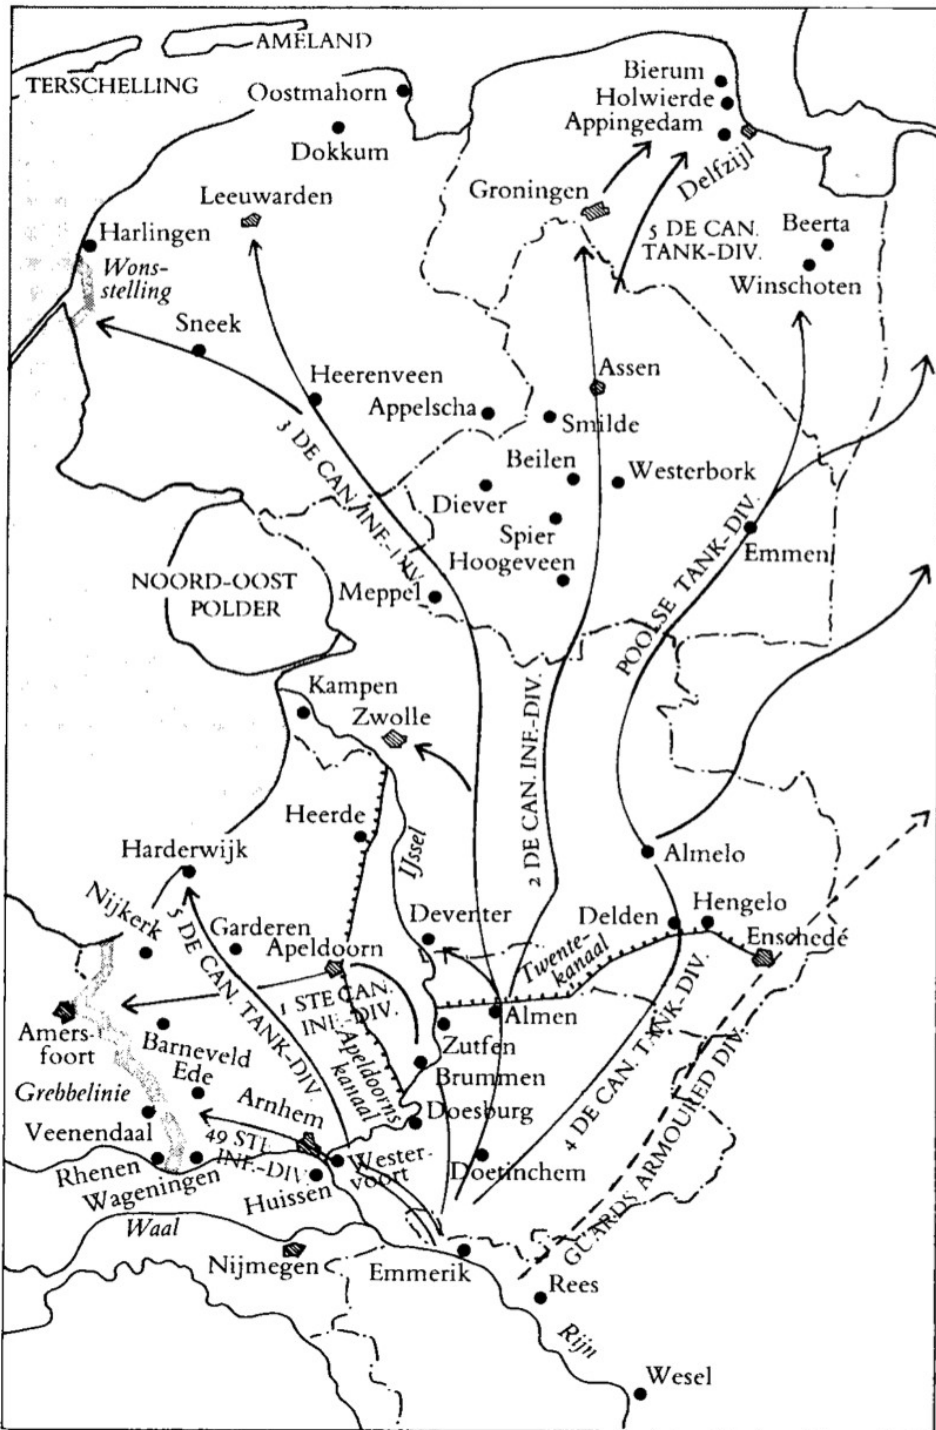 AMELAND
TERSCHELLING
Oostmahorn
Dokkum
Bierum
Holwierde
Appingedam
Delfzijl
Leeuwarden
Groningen
Harlingen
Wons-
stelling
5 DE CAN.
TANK-DIV.
Beerta
Winschoten
Sneek
Heerenveen
Appelscha
Assen
Smilde
3 DE CAN. INF.-DIV.
Beilen
Westerbork
Diever
Spier
Hoogeveen
Emmen
NOORD-OOST
POLDER
Meppel
POOLSE TANK-DIV.
Kampen
Zwolle
2 DE CAN. INF.-DIV.
Heerde
IJssel
Harderwijk
Almelo
Nijkerk
Garderen
Apeldoorn
Deventer
Delden
Hengelo
Enschedé
Twente-
kanaal
5 DE CAN. TANK-DIV.
1 STE CAN.
INF.-DIV.
Almen
Amers-
foort
Barneveld
Apeldoorns
kanaal
Zutfen
Brummen
4 DE CAN. TANK-DIV.
GUARDS ARMOURED DIV.
Ede
Grebbelinie
Arnhem
Doesburg
Veenendaal
49 STE
INF.-DIV.
Wester-
voort
Doetinchem
Rhenen
Wageningen
Huissen
Waal
Nijmegen
Emmerik
Rees
Rijn
Wesel